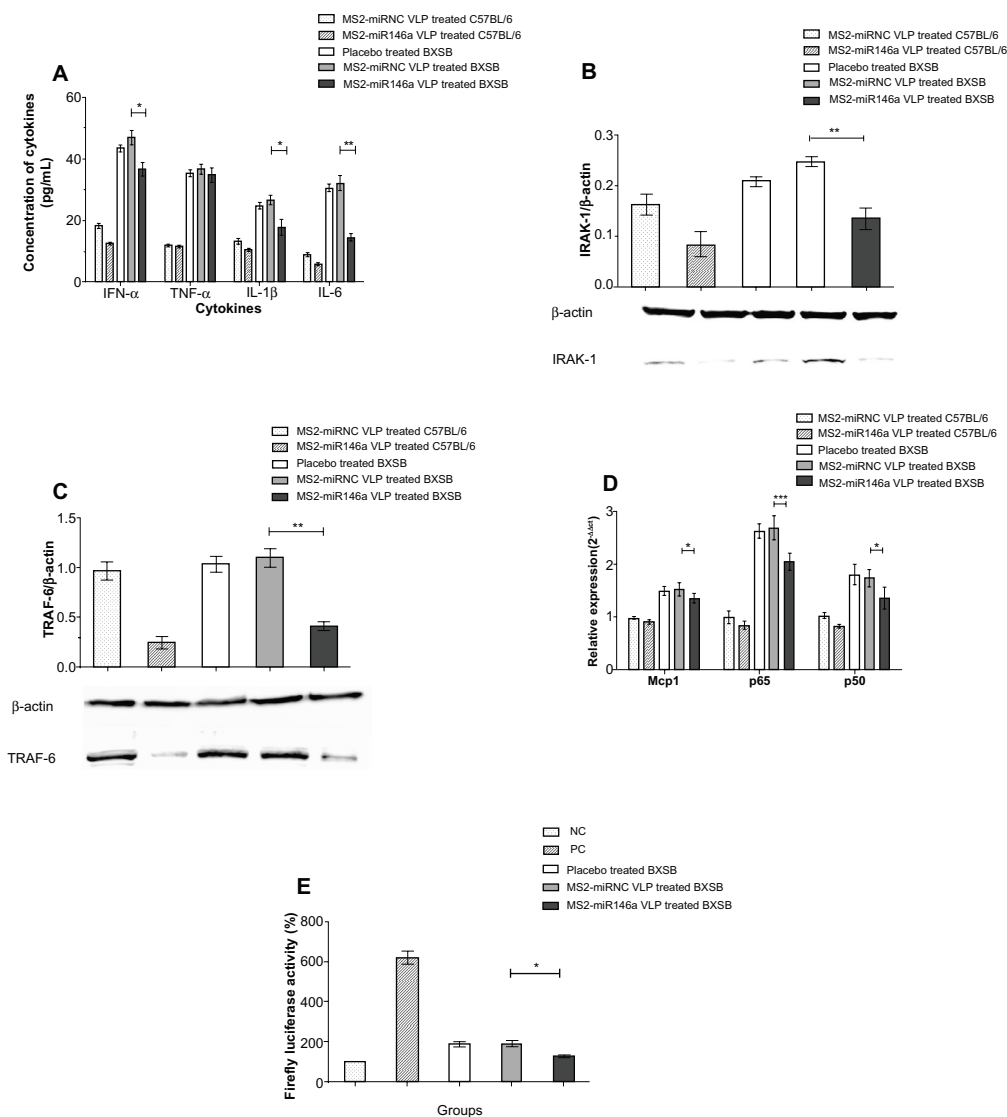 MS2-miRNC VLP treated C57BL/6
MS2-miR146a VLP treated C57BL/6
Placebo treated BXSB
MS2-miRNC VLP treated BXSB
MS2-miR146a VLP treated BXSB
A
Concentration of cytokines
(pg/mL)
60
40
20
0
*
*
**
IFN-α
TNF-α
IL-1β
IL-6
Cytokines
MS2-miRNC VLP treated C57BL/6
MS2-miR146a VLP treated C57BL/6
Placebo treated BXSB
MS2-miRNC VLP treated BXSB
MS2-miR146a VLP treated BXSB
B
IRAK-1/β-actin
0.3
0.2
0.1
0.0
**
β-actin
IRAK-1
MS2-miRNC VLP treated C57BL/6
MS2-miR146a VLP treated C57BL/6
Placebo treated BXSB
MS2-miRNC VLP treated BXSB
MS2-miR146a VLP treated BXSB
C
TRAF-6/β-actin
1.5
1.0
0.5
0.0
**
β-actin
TRAF-6
MS2-miRNC VLP treated C57BL/6
MS2-miR146a VLP treated C57BL/6
Placebo treated BXSB
MS2-miRNC VLP treated BXSB
MS2-miR146a VLP treated BXSB
D
Relative expression(2-ΔΔct)
3
2
1
0
*
***
*
Mcp1
p65
p50
NC
PC
Placebo treated BXSB
MS2-miRNC VLP treated BXSB
MS2-miR146a VLP treated BXSB
E
Firefly luciferase activity (%)
800
600
400
200
0
*
Groups